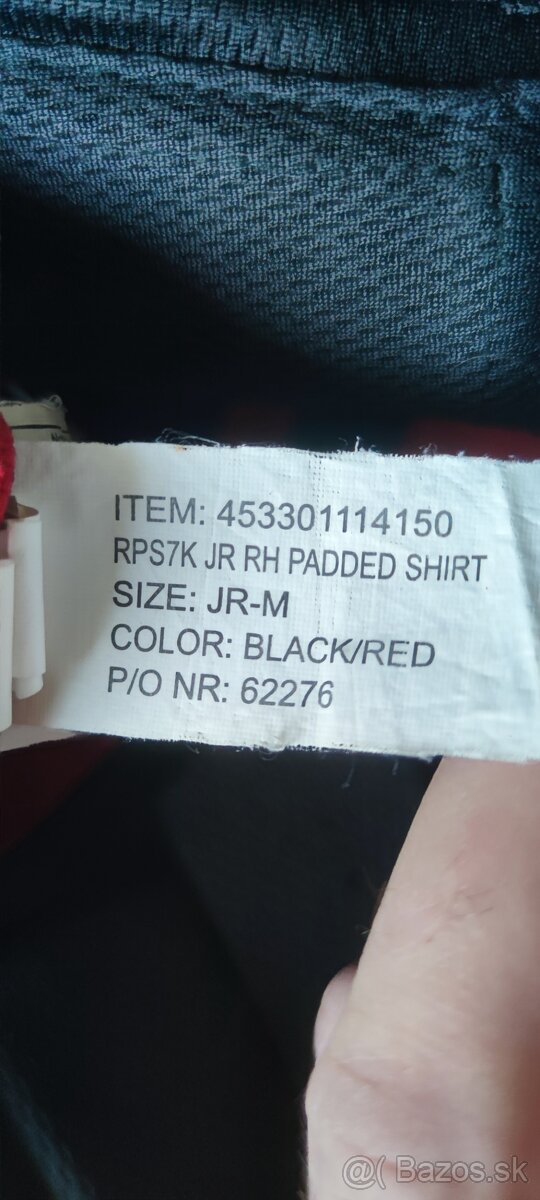 ITEM: 453301114150
RPS7K JR RH PADDED SHIRT
SIZE: JR-M
COLOR: BLACK/RED
P/O NR: 62276
@( Bazos.sk